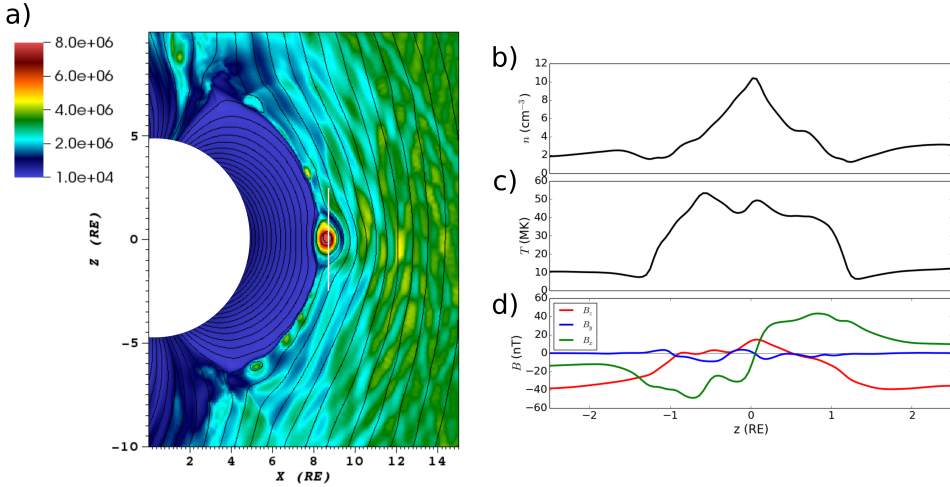 a)
8.0e+06
6.0e+06
4.0e+06
2.0e+06
1.0e+04
5
0
-5
-10
Z (RE)
2 4 6 8 10 12 14
X (RE)
b)
12
10
8
6
4
2
0
n (cm⁻³)
c)
60
50
40
30
20
10
0
T (MK)
d)
60
40
20
0
−20
−40
−60
B (nT)
B_z
B_y
B_x
−2 −1 0 1 2
z (RE)